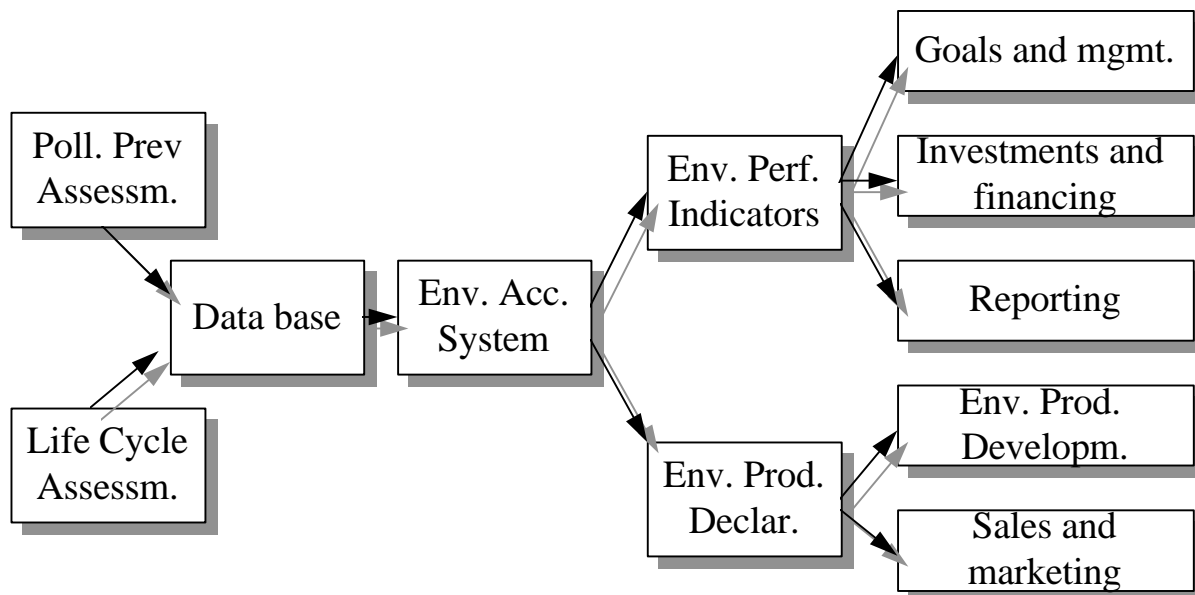 Poll. Prev
Assessm.
Life Cycle
Assessm.
Data base
Env. Acc.
System
Env. Perf.
Indicators
Env. Prod.
Declar.
Goals and mgmt.
Investments and
financing
Reporting
Env. Prod.
Developm.
Sales and
marketing